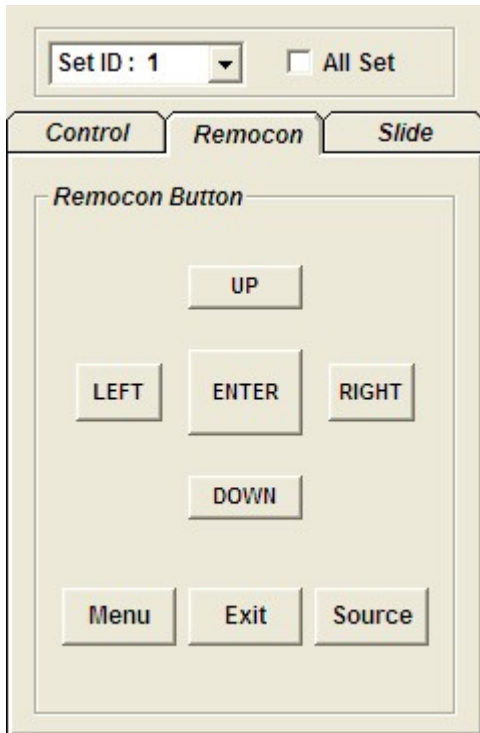 Set ID : 1 All Set
Control Remocon Slide
Remocon Button
UP
LEFT ENTER RIGHT
DOWN
Menu Exit Source